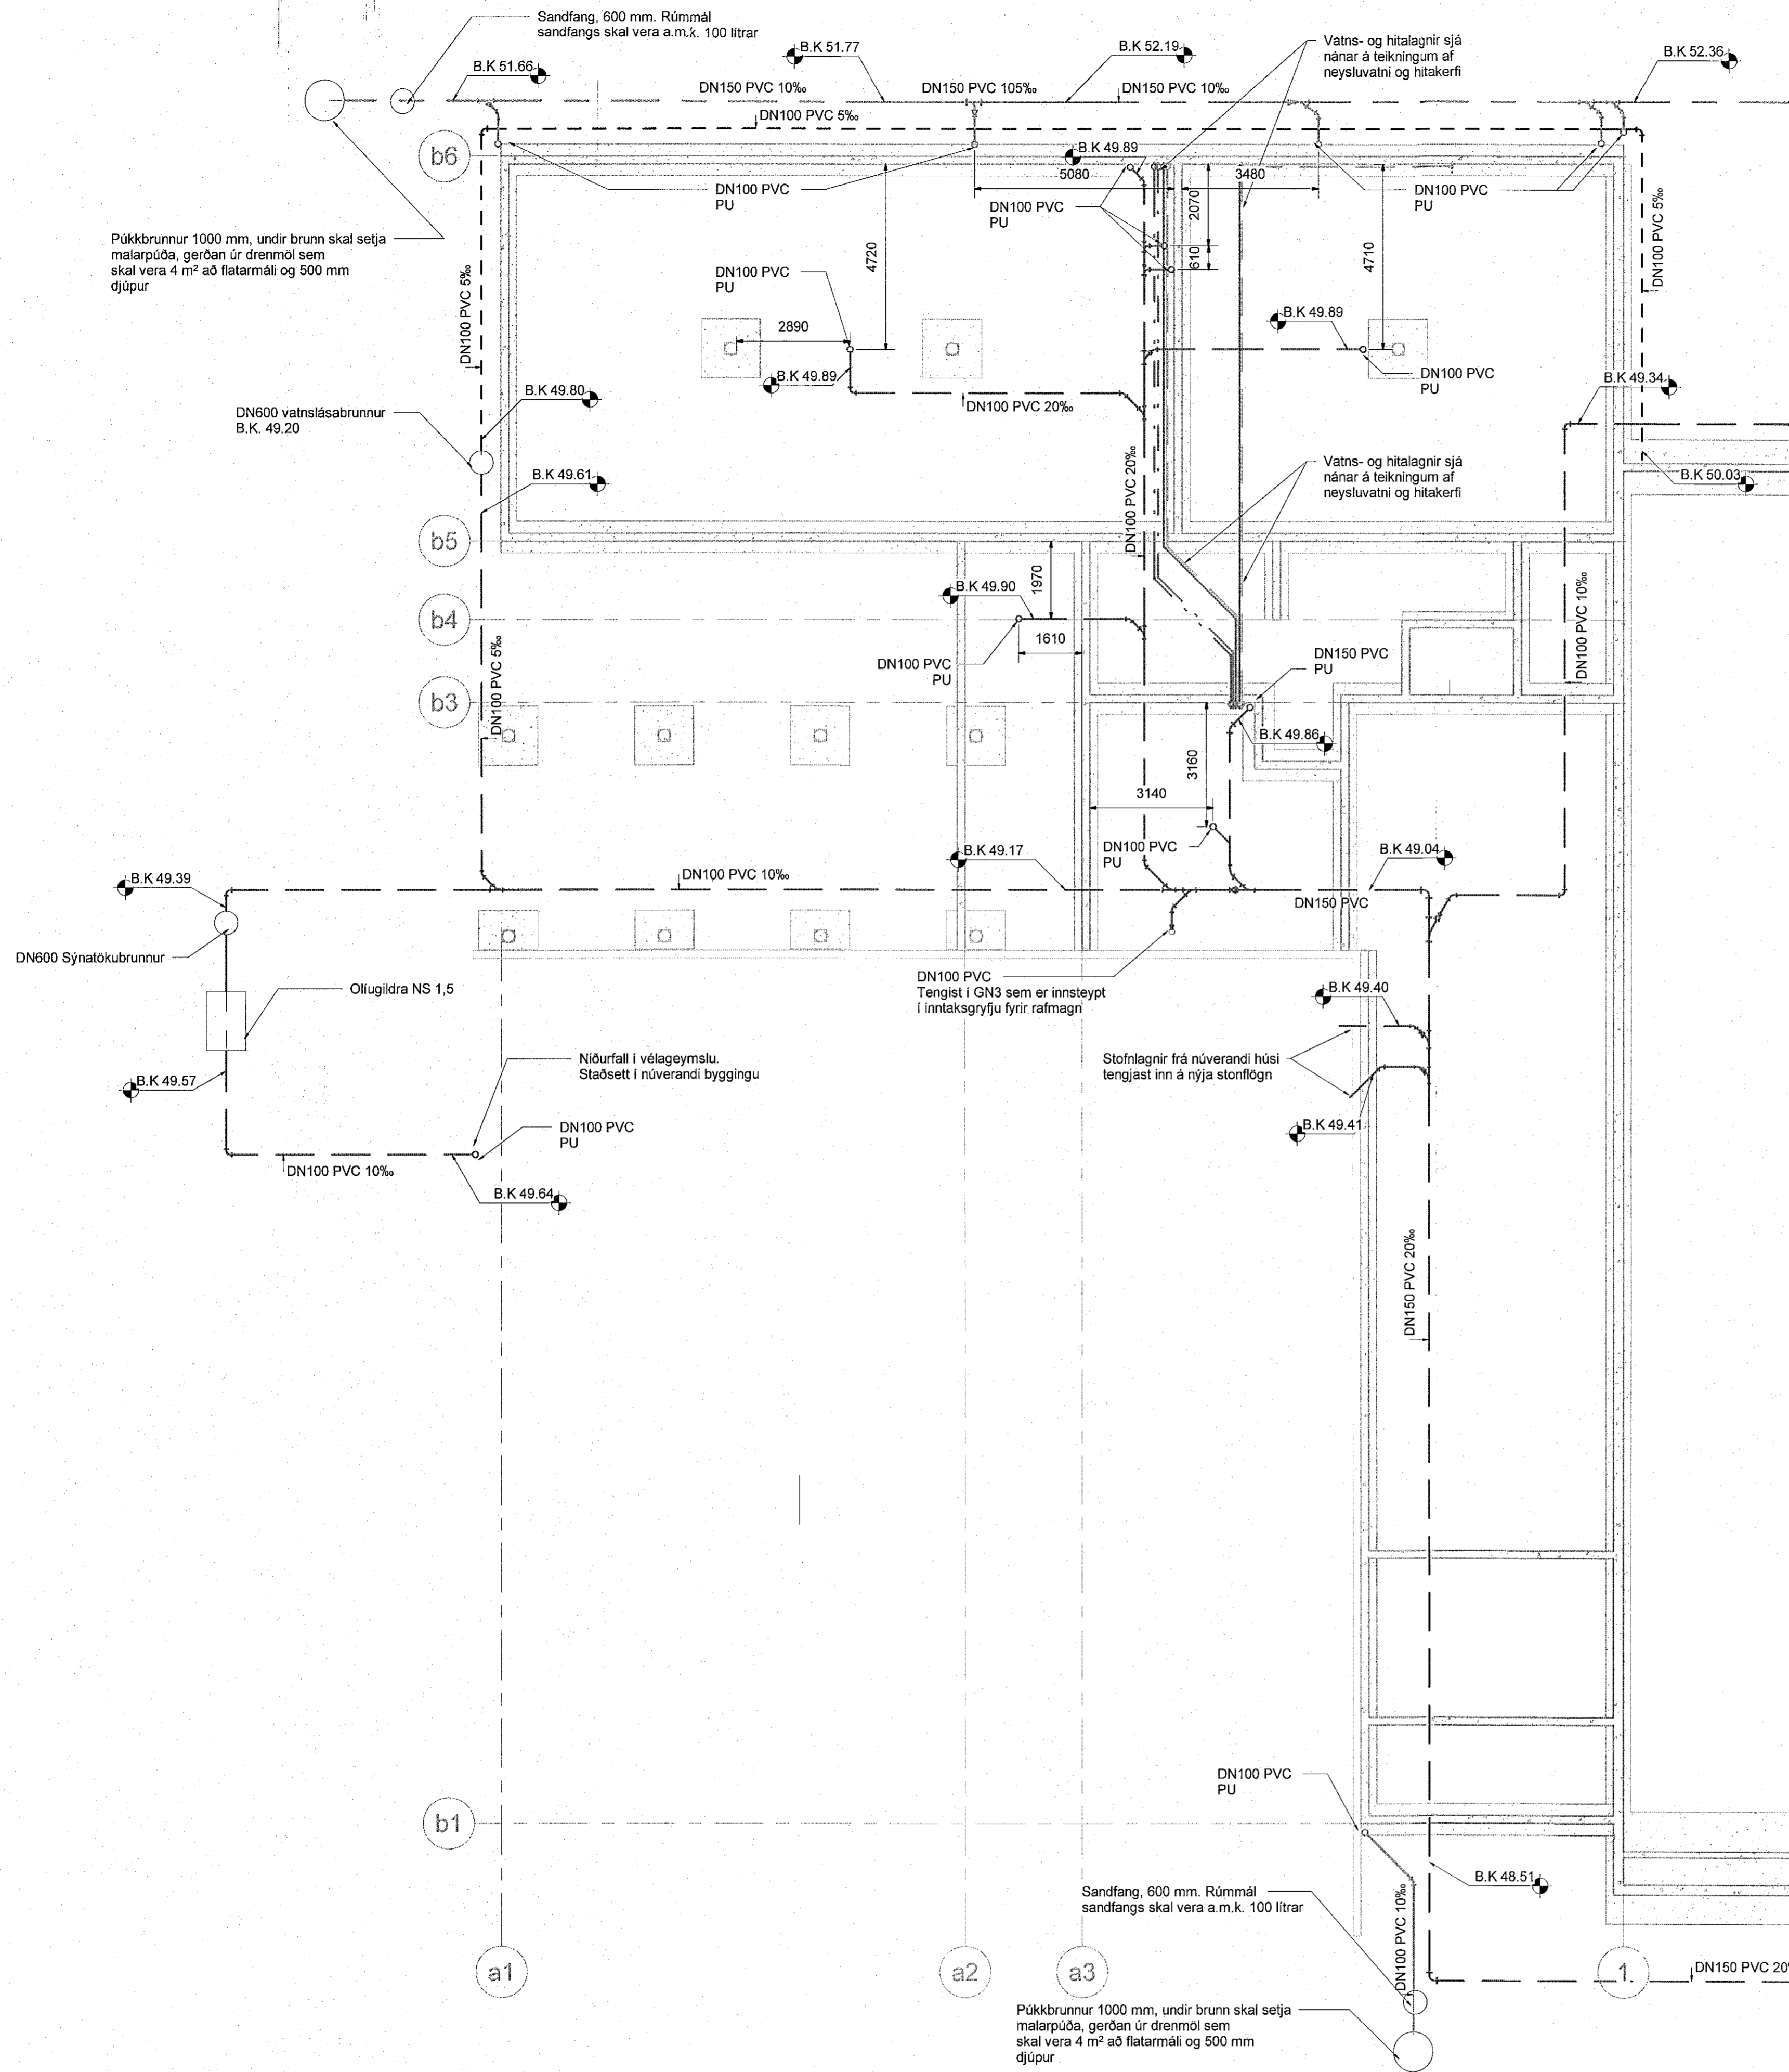 Sandfang, 600 mm. Rúmmál
sandfangs skal vera a.m.k. 100 lítrar
B.K 51.66
B.K 51.77
B.K 52.19
Vatns- og hitalagnir sjá
nánar á teikningum af
neysluvatni og hitakerfi
B.K 52.36
DN150 PVC 10‰
DN150 PVC 105‰
DN150 PVC 10‰
DN100 PVC 5‰
b6
B.K 49.89
5080
3480
DN100 PVC
PU
DN100 PVC
PU
2070
DN100 PVC
PU
DN100 PVC 5‰
Púkkbrunnur 1000 mm, undir brunn skal setja
malarpúða, gerðan úr drenmöl sem
skal vera 4 m² að flatarmáli og 500 mm
djúpur
4720
610
4710
DN100 PVC
PU
DN100 PVC 5‰
2890
B.K 49.89
B.K 49.89
DN100 PVC
PU
B.K 49.34
B.K 49.80
DN100 PVC 20‰
DN600 vatnslásabrunnur
B.K. 49.20
B.K 49.61
DN100 PVC 20‰
Vatns- og hitalagnir sjá
nánar á teikningum af
neysluvatni og hitakerfi
B.K 50.03
b5
1970
B.K 49.90
b4
1610
DN100 PVC 10‰
DN100 PVC 5‰
DN100 PVC
PU
DN150 PVC
PU
b3
B.K 49.86
3160
3140
DN100 PVC
PU
B.K 49.17
B.K 49.04
B.K 49.39
DN100 PVC 10‰
DN150 PVC
DN600 Sýnatökubrunnur
Olíugildra NS 1,5
DN100 PVC
Tengist í GN3 sem er innsteypt
í inntaksgryfju fyrir rafmagn
B.K 49.40
Niðurfall í vélageymslu.
Staðsett í núverandi byggingu
Stofnlagnir frá núverandi húsi
tengjast inn á nýja stonflögn
B.K 49.57
B.K 49.41
DN100 PVC
PU
DN100 PVC 10‰
B.K 49.64
DN150 PVC 20‰
DN100 PVC
PU
b1
B.K 48.51
Sandfang, 600 mm. Rúmmál
sandfangs skal vera a.m.k. 100 lítrar
DN100 PVC 10‰
a1
a2
a3
1.
DN150 PVC 20
Púkkbrunnur 1000 mm, undir brunn skal setja
malarpúða, gerðan úr drenmöl sem
skal vera 4 m² að flatarmáli og 500 mm
djúpur